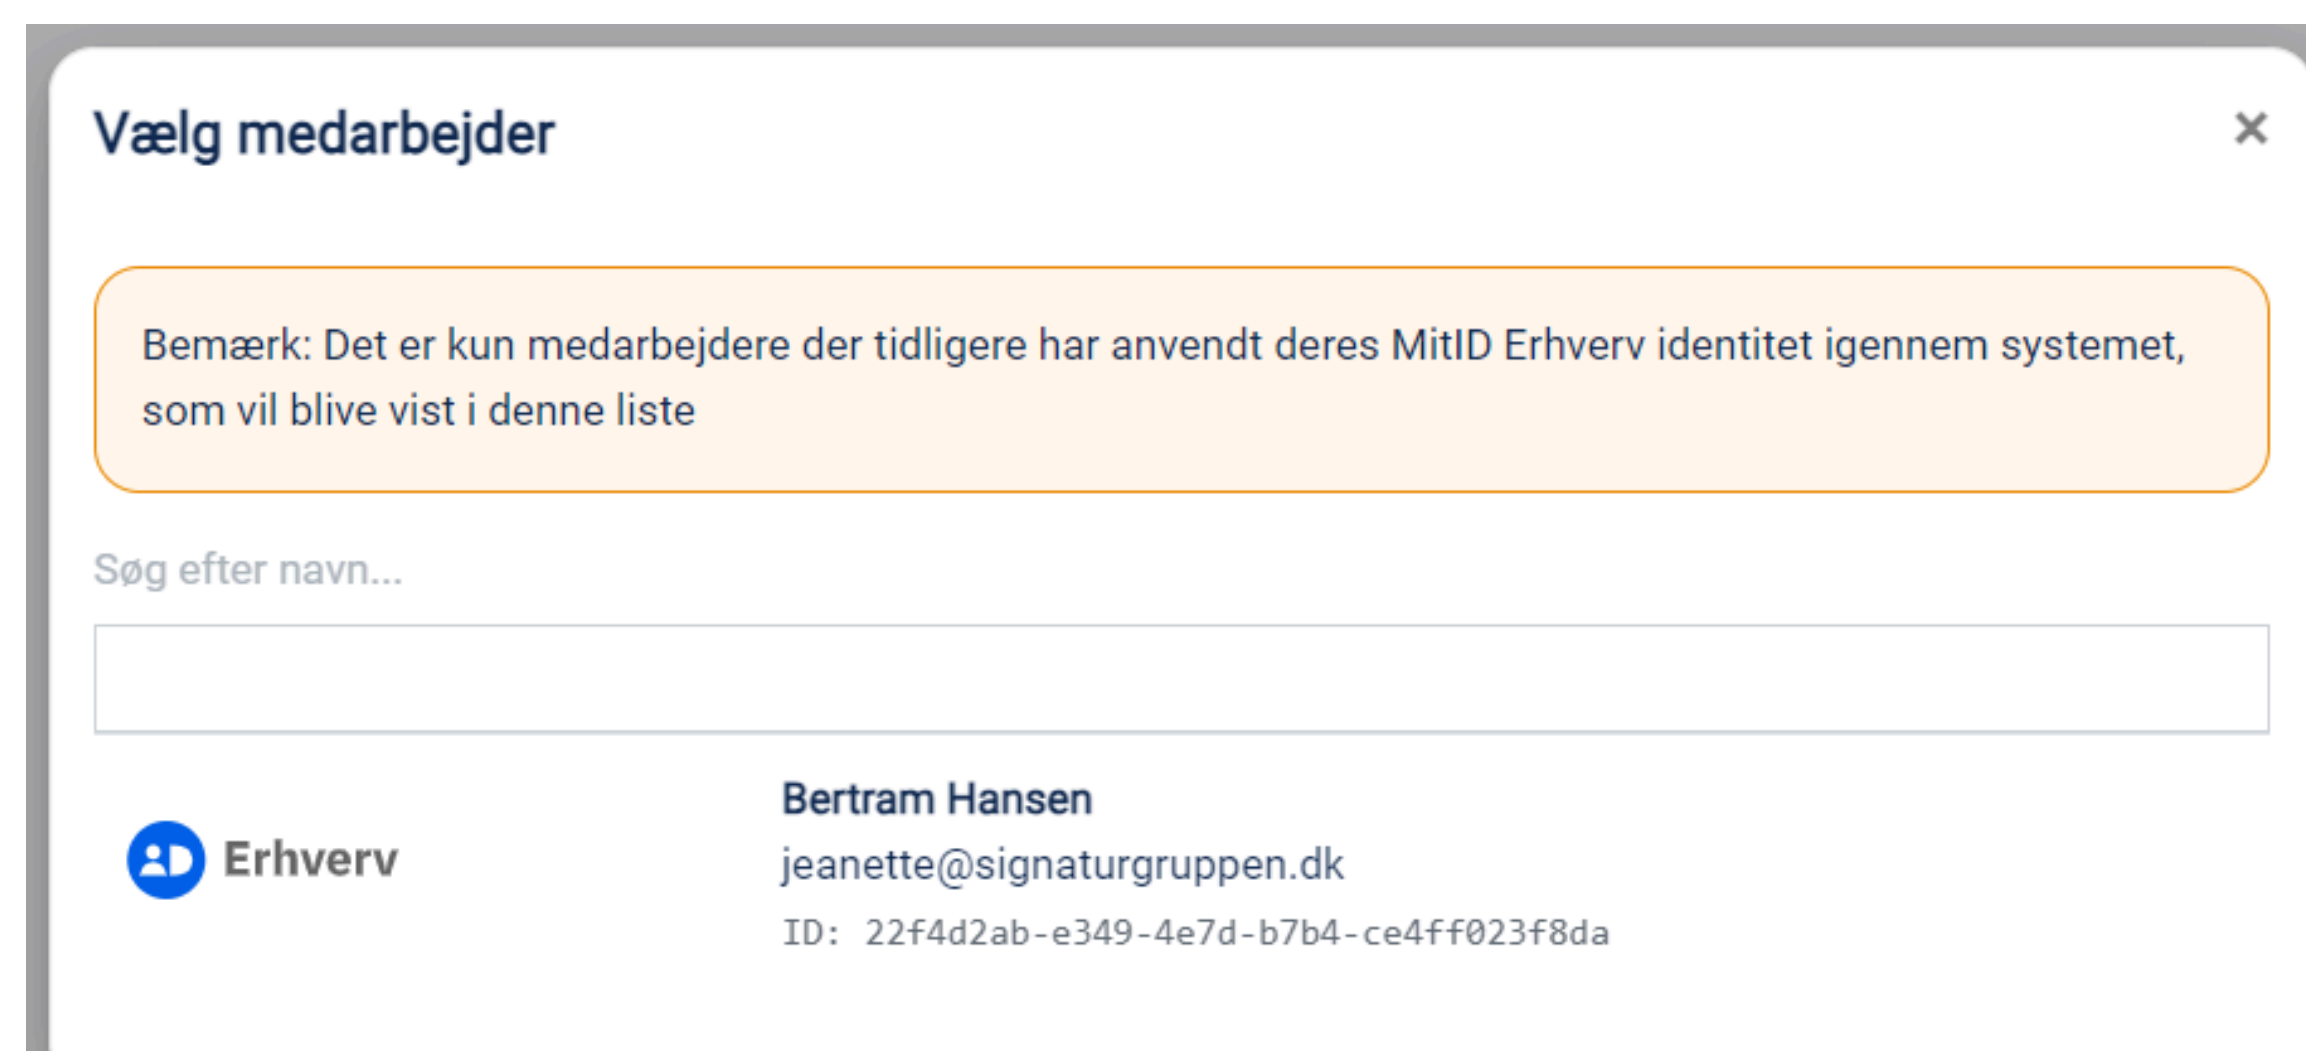 Vælg medarbejder
Bemærk: Det er kun medarbejdere der tidligere har anvendt deres MitID Erhverv identitet igennem systemet,
som vil blive vist i denne liste
Søg efter navn...
Erhverv
Bertram Hansen
jeanette@signaturgruppen.dk
ID: 22f4d2ab-e349-4e7d-b7b4-ce4ff023f8da